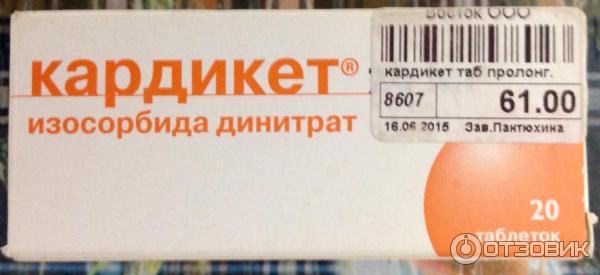 Восток ООО
кардикет таб пролонг.
8607
61.00
16.06.2015 Зав.Пантюхина
кардикет®
изосорбида динитрат
20
таблеток
ОТЗОВИК